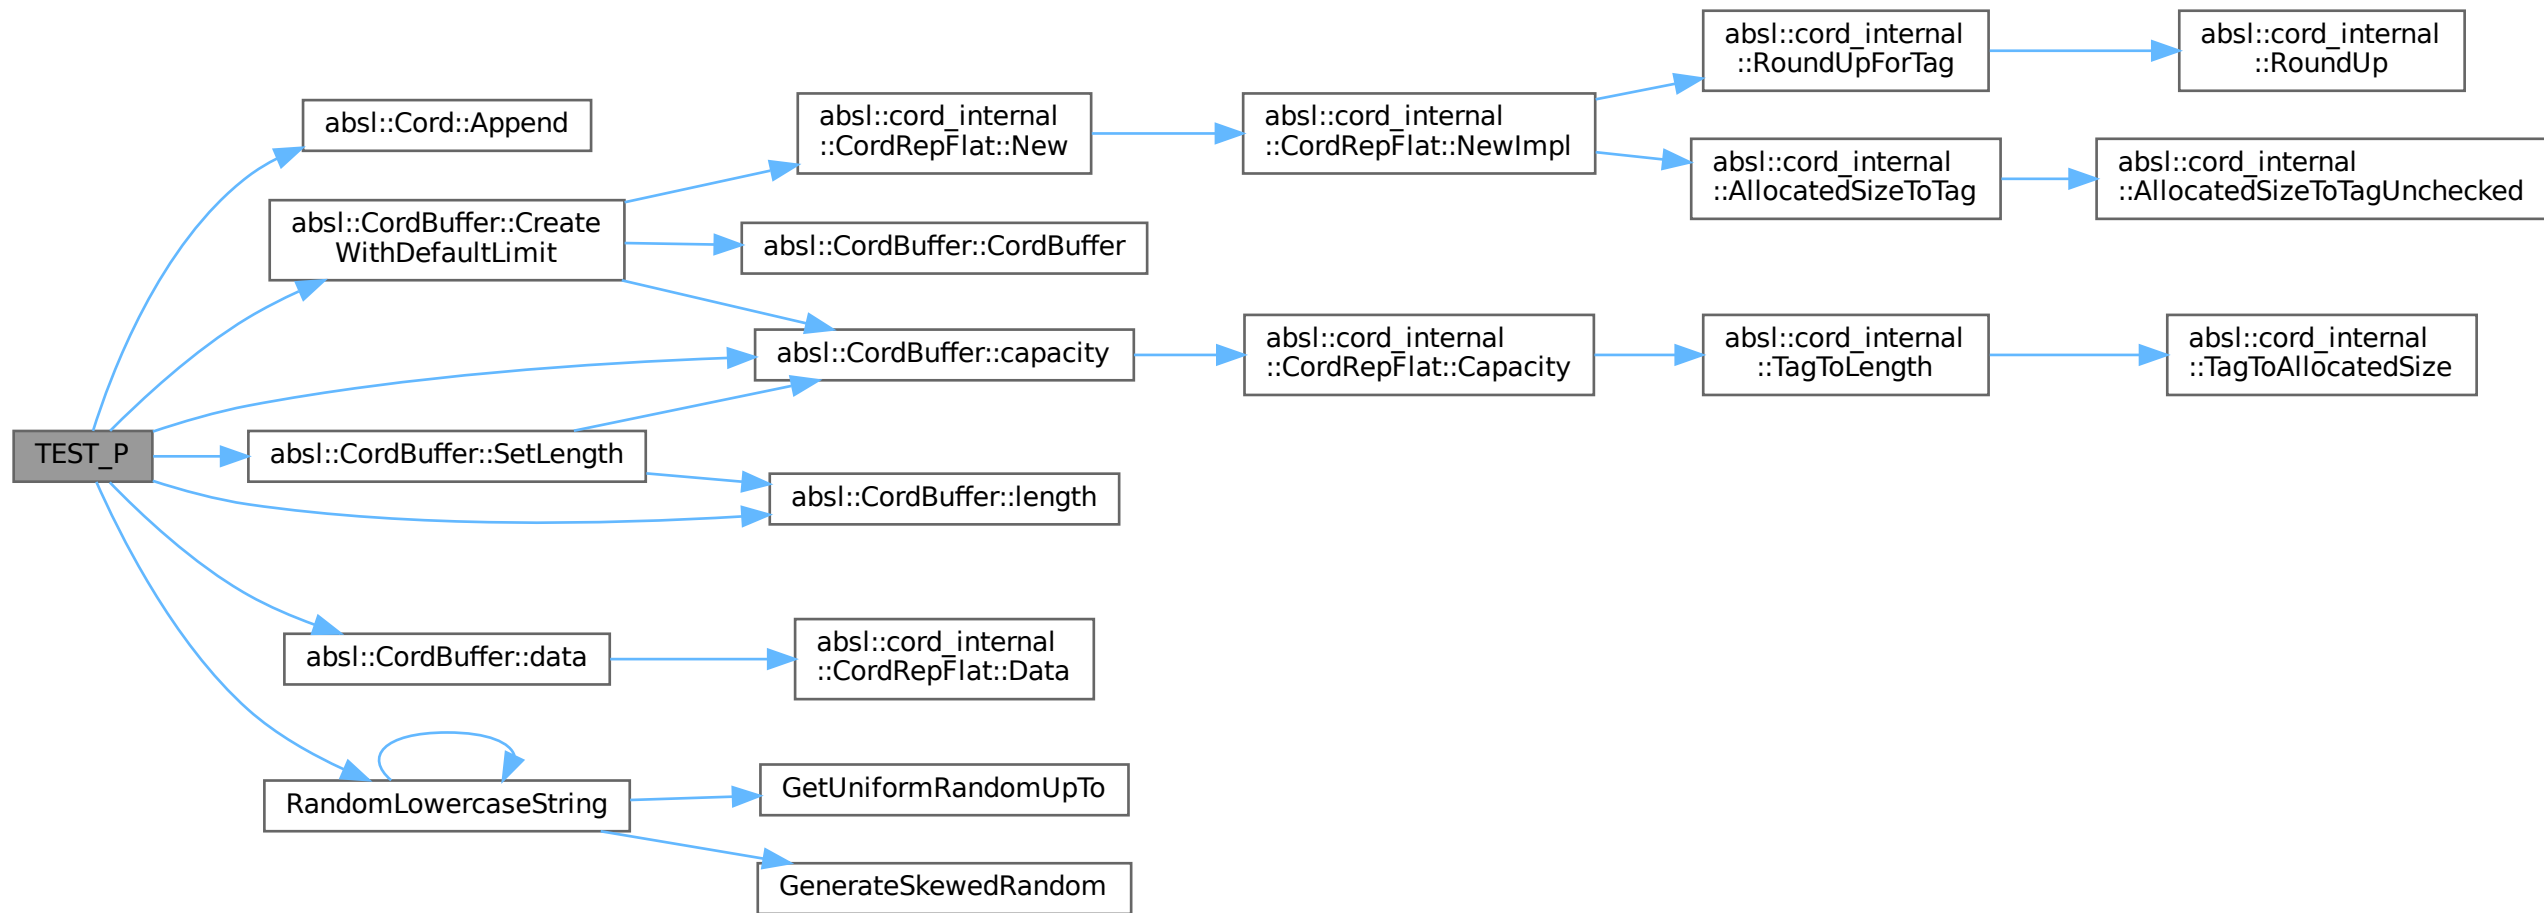 TEST_P
absl::Cord::Append
absl::CordBuffer::Create
WithDefaultLimit
absl::cord_internal
::CordRepFlat::New
absl::cord_internal
::CordRepFlat::NewImpl
absl::cord_internal
::RoundUpForTag
absl::cord_internal
::RoundUp
absl::cord_internal
::AllocatedSizeToTag
absl::cord_internal
::AllocatedSizeToTagUnchecked
absl::CordBuffer::CordBuffer
absl::CordBuffer::capacity
absl::cord_internal
::CordRepFlat::Capacity
absl::cord_internal
::TagToLength
absl::cord_internal
::TagToAllocatedSize
absl::CordBuffer::SetLength
absl::CordBuffer::length
absl::CordBuffer::data
absl::cord_internal
::CordRepFlat::Data
RandomLowercaseString
GetUniformRandomUpTo
GenerateSkewedRandom